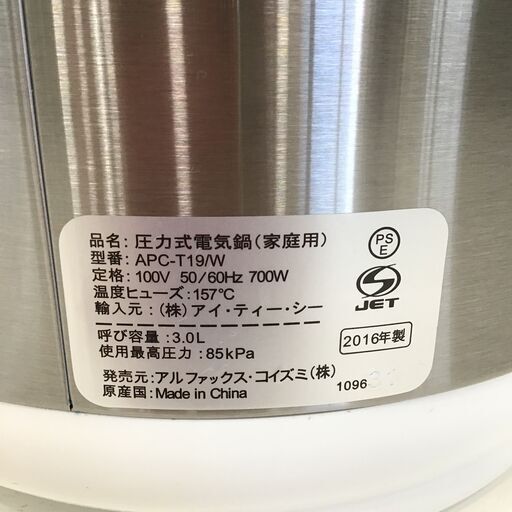 品名: 圧力式電気鍋(家庭用)
型番: APC-T19/W
定格: 100V 50/60Hz 700W
温度ヒューズ:157℃
輸入元: (株)アイ・ティー・シー
呼び容量:3.0L
使用最高圧力:85kPa
発売元:アルファックス・コイズミ(株)
原産国:Made in China
PS
E
JET
2016年製
1096